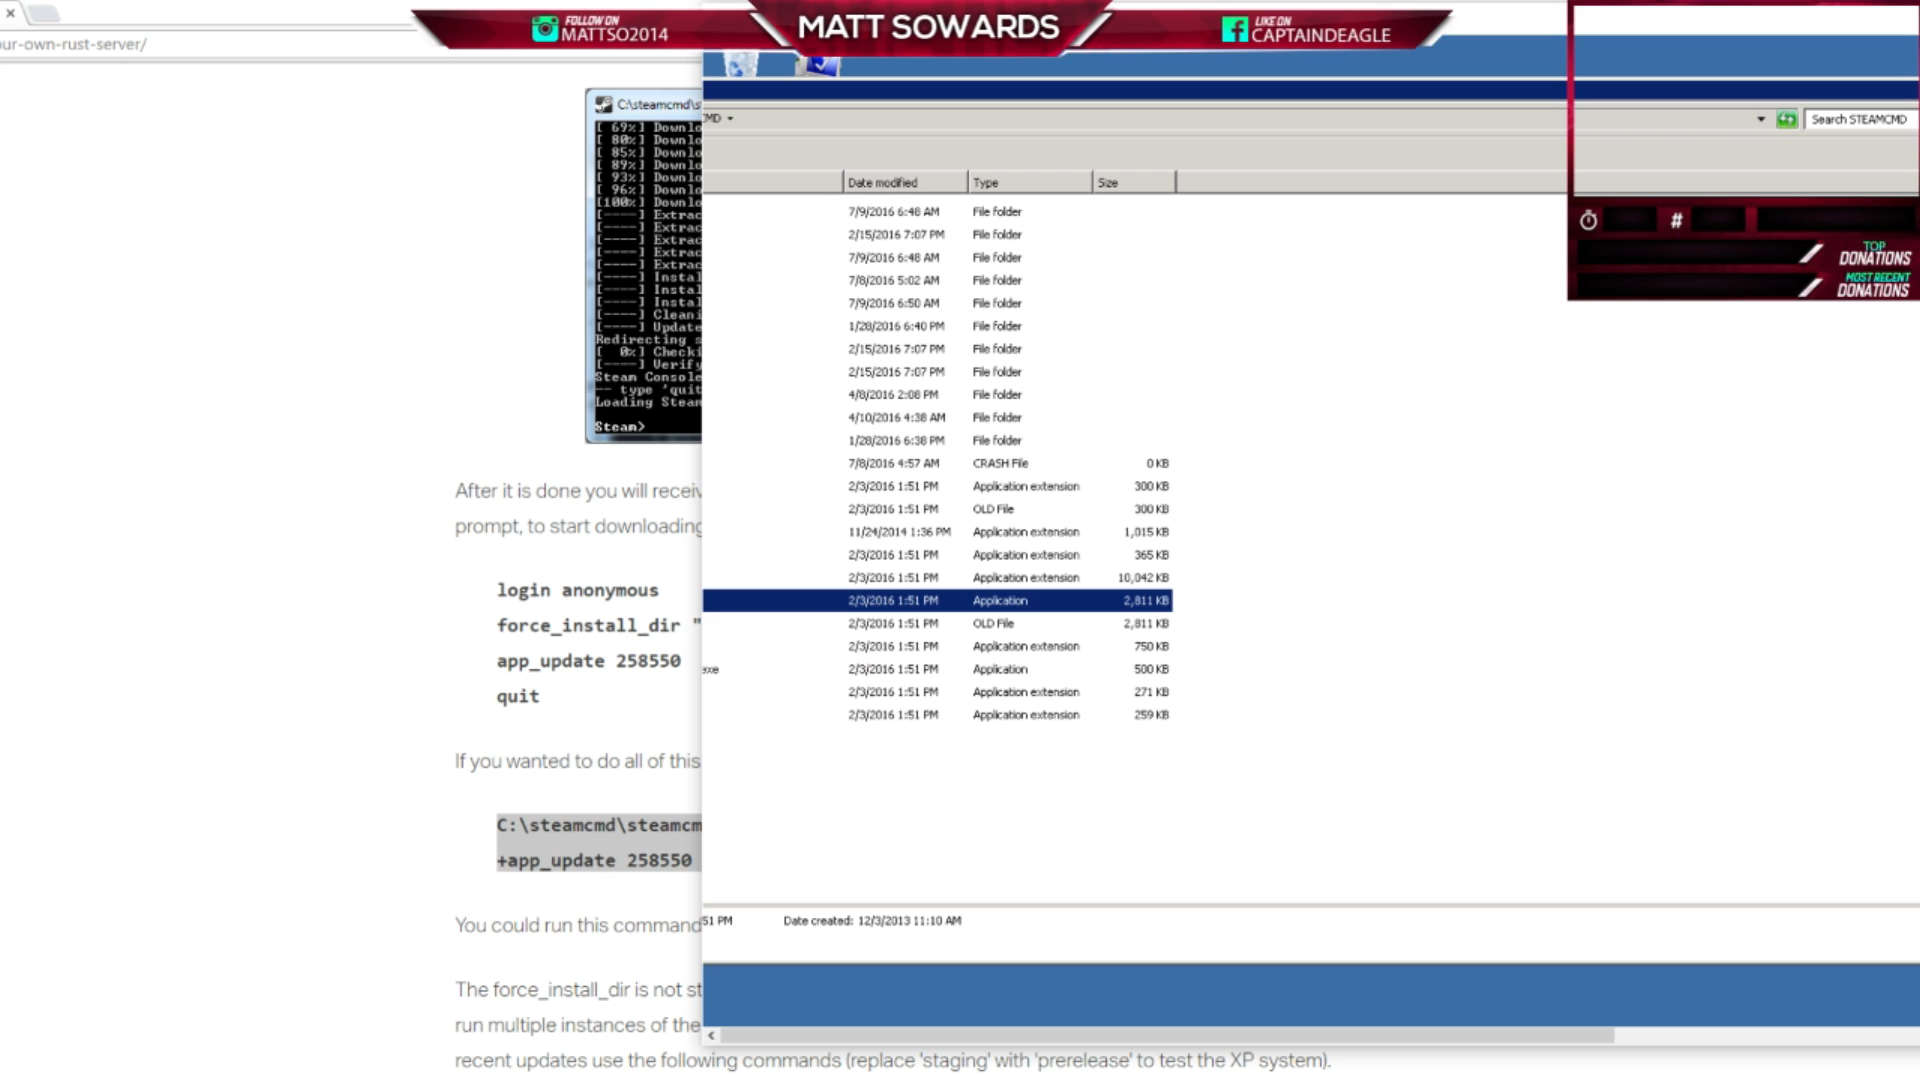 ur-own-rust-server/
FOLLOW ON
MATTSO2014
MATT SOWARDS
LIKE ON
CAPTAINDEAGLE
C:\steamcmd\s
[ 69%] Downlo
[ 80%] Downlo
[ 85%] Downlo
[ 89%] Downlo
[ 93%] Downlo
[ 96%] Downlo
[100%] Downlo
[----] Extrac
[----] Extrac
[----] Extrac
[----] Extrac
[----] Extrac
[----] Instal
[----] Instal
[----] Instal
[----] Cleani
[----] Update
Redirecting s
[ 0%] Checki
[----] Verify
Steam Console
-- type 'quit
Loading Steam
Steam>
After it is done you will receiv
prompt, to start downloading
login anonymous
force_install_dir "
app_update 258550
quit
If you wanted to do all of this
C:\steamcmd\steamcm
+app_update 258550
You could run this command
The force_install_dir is not st
run multiple instances of the
recent updates use the following commands (replace 'staging' with 'prerelease' to test the XP system).
CMD
Search STEAMCMD
Date modified Type Size
7/9/2016 6:48 AM File folder
2/15/2016 7:07 PM File folder
7/9/2016 6:48 AM File folder
7/8/2016 5:02 AM File folder
7/9/2016 6:50 AM File folder
1/28/2016 6:40 PM File folder
2/15/2016 7:07 PM File folder
2/15/2016 7:07 PM File folder
4/8/2016 2:08 PM File folder
4/10/2016 4:38 AM File folder
1/28/2016 6:38 PM File folder
7/8/2016 4:57 AM CRASH File 0 KB
2/3/2016 1:51 PM Application extension 300 KB
2/3/2016 1:51 PM OLD File 300 KB
11/24/2014 1:36 PM Application extension 1,015 KB
2/3/2016 1:51 PM Application extension 365 KB
2/3/2016 1:51 PM Application extension 10,042 KB
2/3/2016 1:51 PM Application 2,811 KB
2/3/2016 1:51 PM OLD File 2,811 KB
2/3/2016 1:51 PM Application extension 750 KB
exe 2/3/2016 1:51 PM Application 500 KB
2/3/2016 1:51 PM Application extension 271 KB
2/3/2016 1:51 PM Application extension 259 KB
51 PM Date created: 12/3/2013 11:10 AM
#
TOP
DONATIONS
MOST RECENT
DONATIONS